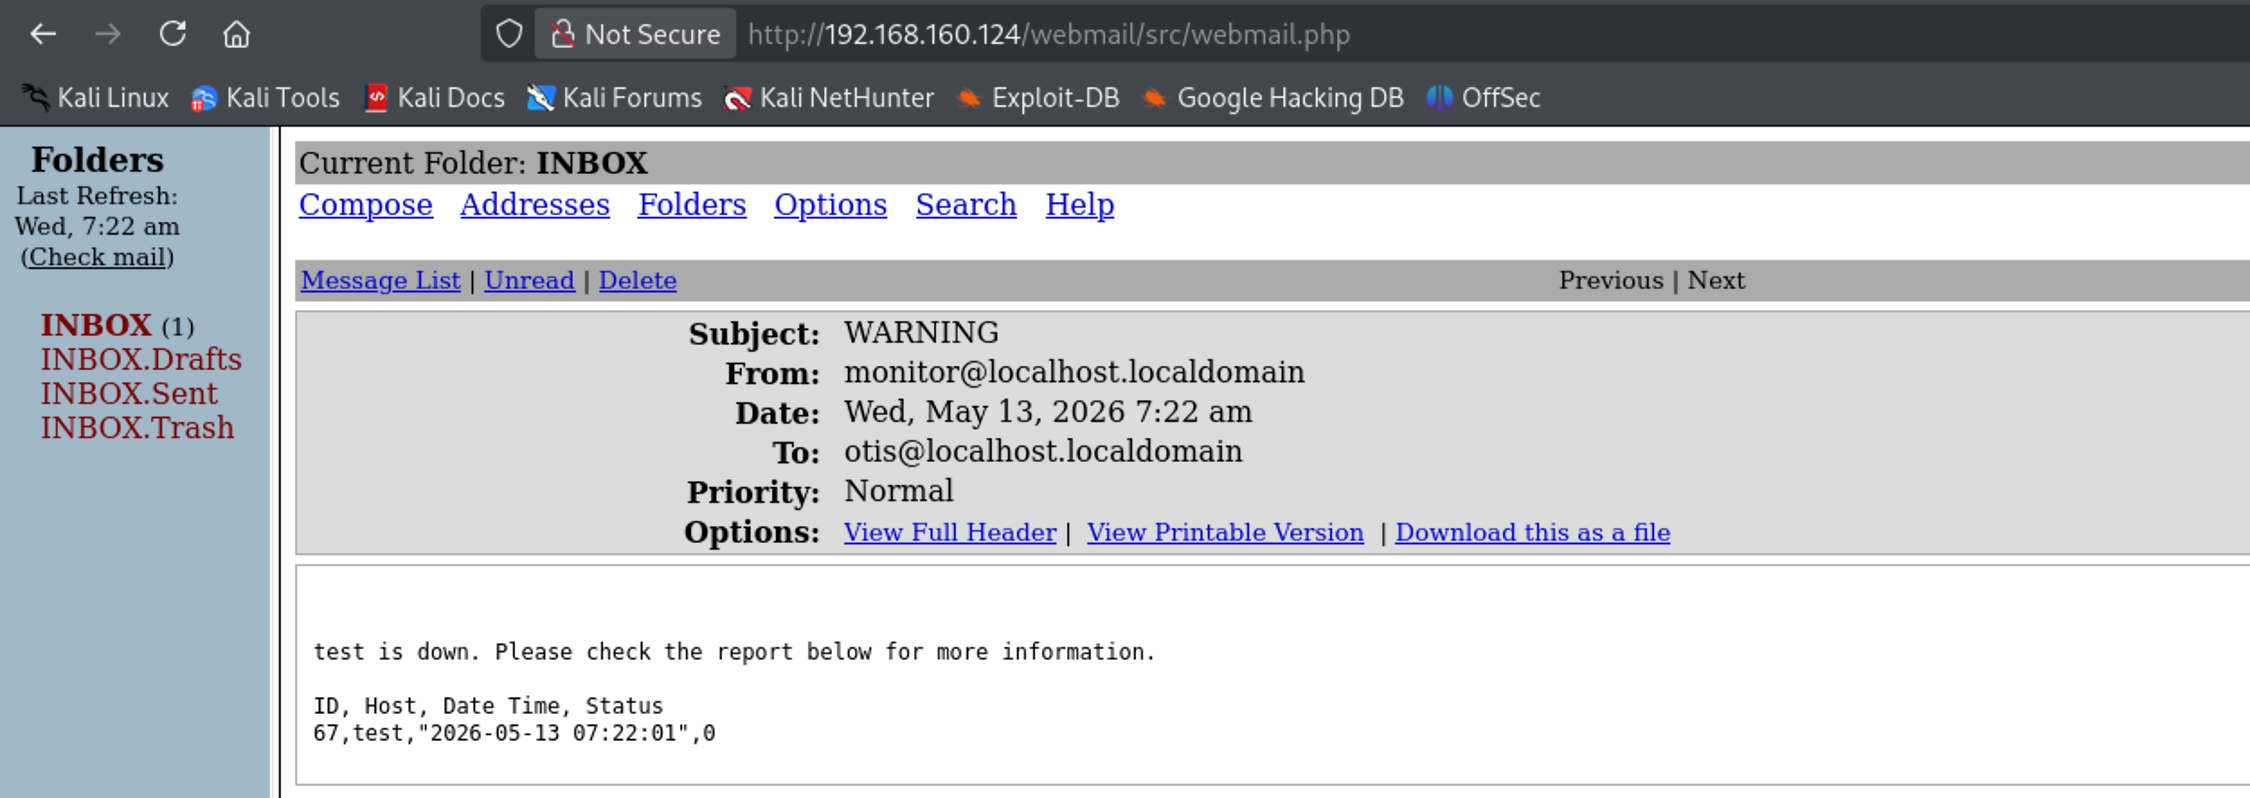 Not Secure http://192.168.160.124/webmail/src/webmail.php
Kali Linux Kali Tools Kali Docs Kali Forums Kali NetHunter Exploit-DB Google Hacking DB OffSec
Folders
Last Refresh:
Wed, 7:22 am
(Check mail)
INBOX (1)
INBOX.Drafts
INBOX.Sent
INBOX.Trash
Current Folder: INBOX
Compose Addresses Folders Options Search Help
Message List | Unread | Delete Previous | Next
Subject: WARNING
From: monitor@localhost.localdomain
Date: Wed, May 13, 2026 7:22 am
To: otis@localhost.localdomain
Priority: Normal
Options: View Full Header | View Printable Version | Download this as a file
test is down. Please check the report below for more information.
ID, Host, Date Time, Status
67,test,"2026-05-13 07:22:01",0